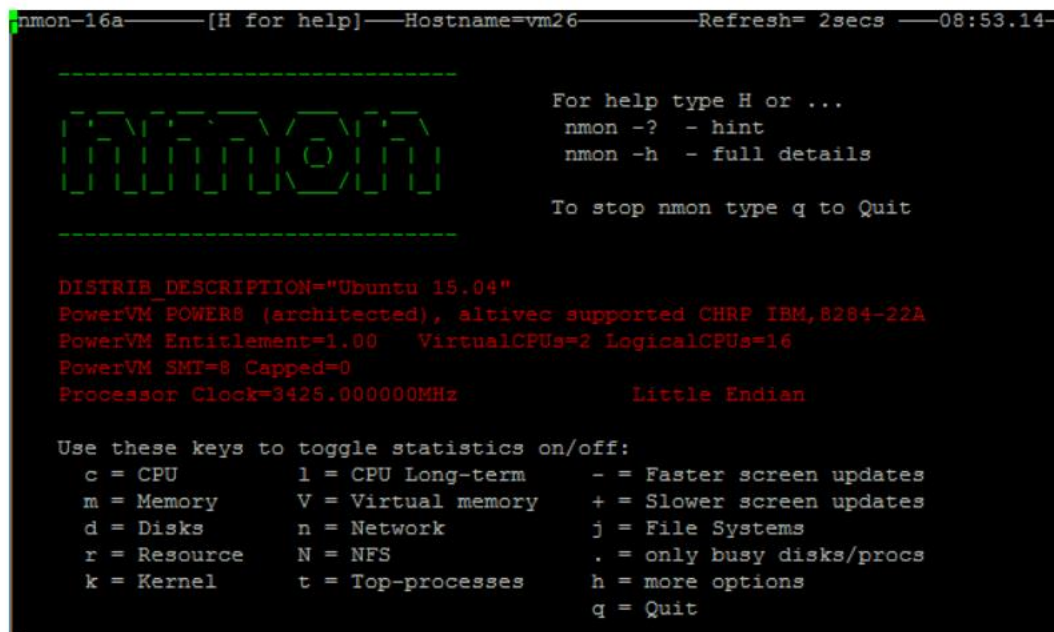 nmon-16a [H for help] Hostname=vm26 Refresh= 2secs 08:53.14
nmon
For help type H or ...
nmon -? - hint
nmon -h - full details
To stop nmon type q to Quit
DISTRIB_DESCRIPTION="Ubuntu 15.04"
PowerVM POWER8 (architected), altivec supported CHRP IBM,8284-22A
PowerVM Entitlement=1.00 VirtualCPUs=2 LogicalCPUs=16
PowerVM SMT=8 Capped=0
Processor Clock=3425.000000MHz Little Endian
Use these keys to toggle statistics on/off:
c = CPU l = CPU Long-term - = Faster screen updates
m = Memory V = Virtual memory + = Slower screen updates
d = Disks n = Network j = File Systems
r = Resource N = NFS . = only busy disks/procs
k = Kernel t = Top-processes h = more options
q = Quit